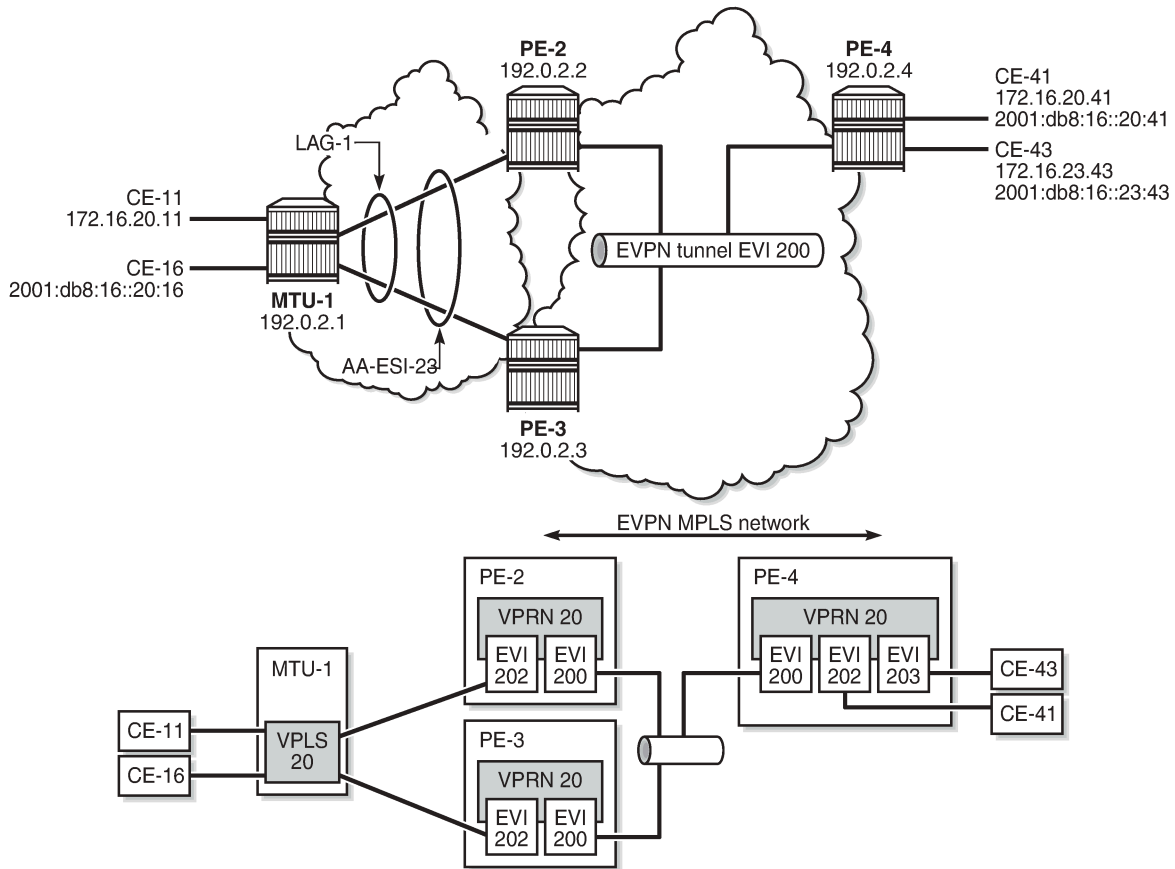 PE-2
192.0.2.2
PE-4
192.0.2.4
CE-41
172.16.20.41
2001:db8:16::20:41
CE-43
172.16.23.43
2001:db8:16::23:43
LAG-1
CE-11
172.16.20.11
CE-16
2001:db8:16::20:16
MTU-1
192.0.2.1
EVPN tunnel EVI 200
AA-ESI-23
PE-3
192.0.2.3
EVPN MPLS network
PE-2
VPRN 20
EVI
202
EVI
200
PE-4
VPRN 20
EVI
200
EVI
202
EVI
203
CE-43
CE-41
MTU-1
CE-11
CE-16
VPLS
20
PE-3
VPRN 20
EVI
202
EVI
200